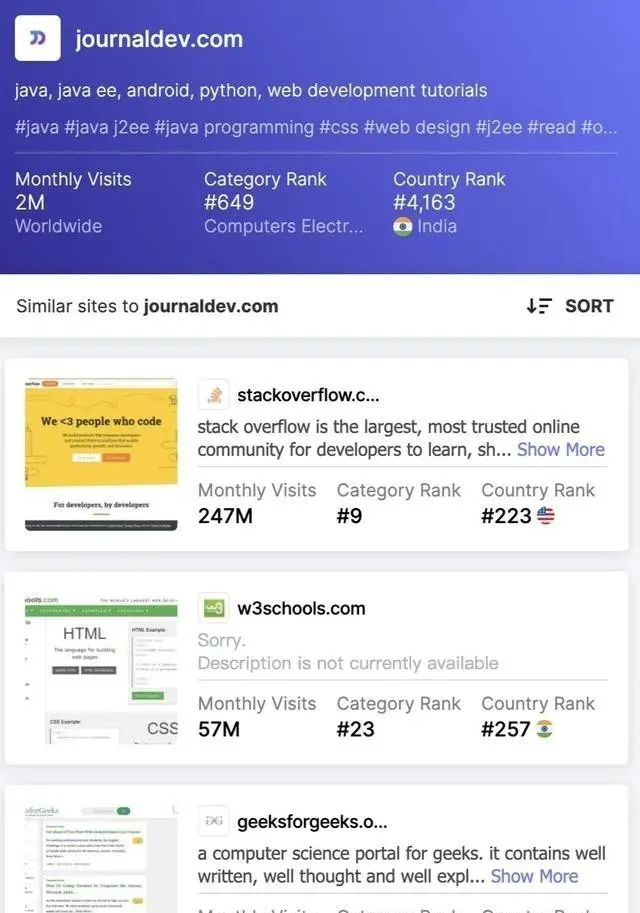 journaldev.com
java, java ee, android, python, web development tutorials
#java #java j2ee #java programming #css #web design #j2ee #read #o...
Monthly Visits Category Rank Country Rank
2M #649 #4,163
Worldwide Computers Electr... India
Similar sites to journaldev.com SORT
We <3 people who code
For developers, by developers
stackoverflow.c...
stack overflow is the largest, most trusted online
community for developers to learn, sh... Show More
Monthly Visits Category Rank Country Rank
247M #9 #223
HTML
The language for building
web pages
HTML Example:
CSS Example:
CSS
w3schools.com
Sorry.
Description is not currently available
Monthly Visits Category Rank Country Rank
57M #23 #257
geeksforgeeks.o...
a computer science portal for geeks. it contains well
written, well thought and well expl... Show More